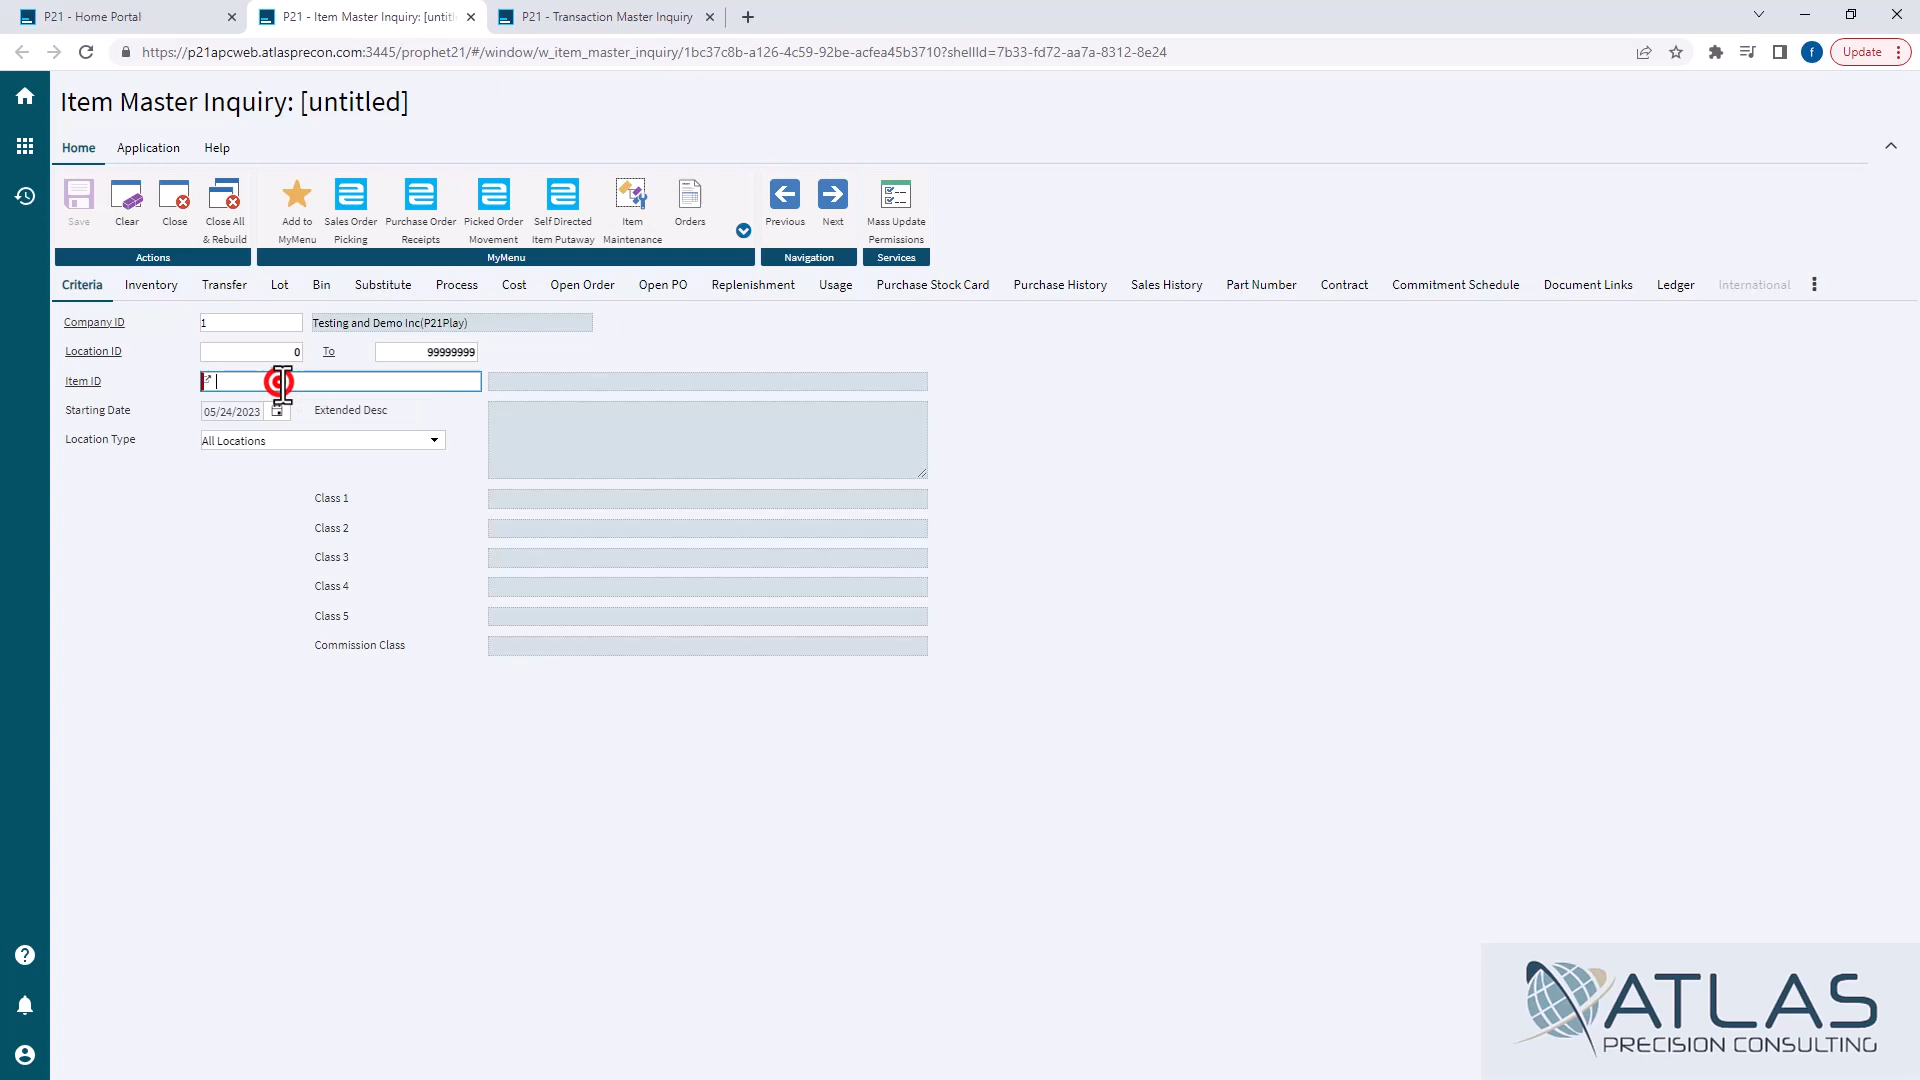 P21 - Home Portal
P21 - Item Master Inquiry: [untitl
P21 - Transaction Master Inquiry
https://p21apcweb.atlasprecon.com:3445/prophet21/#/window/w_item_master_inquiry/1bc37c8b-a126-4c59-92be-acfea45b3710?shellId=7b33-fd72-aa7a-8312-8e24
f
Update
Item Master Inquiry: [untitled]
Home Application Help
Save
Clear
Close
Close All
& Rebuild
Add to
MyMenu
Sales Order
Picking
Purchase Order
Receipts
Picked Order
Movement
Self Directed
Item Putaway
Item
Maintenance
Orders
Previous
Next
Mass Update
Permissions
Actions MyMenu Navigation Services
Criteria Inventory Transfer Lot Bin Substitute Process Cost Open Order Open PO Replenishment Usage Purchase Stock Card Purchase History Sales History Part Number Contract Commitment Schedule Document Links Ledger International
Company ID 1 Testing and Demo Inc(P21Play)
Location ID 0 To 99999999
Item ID
Starting Date 05/24/2023 Extended Desc
Location Type All Locations
Class 1
Class 2
Class 3
Class 4
Class 5
Commission Class
ATLAS
PRECISION CONSULTING